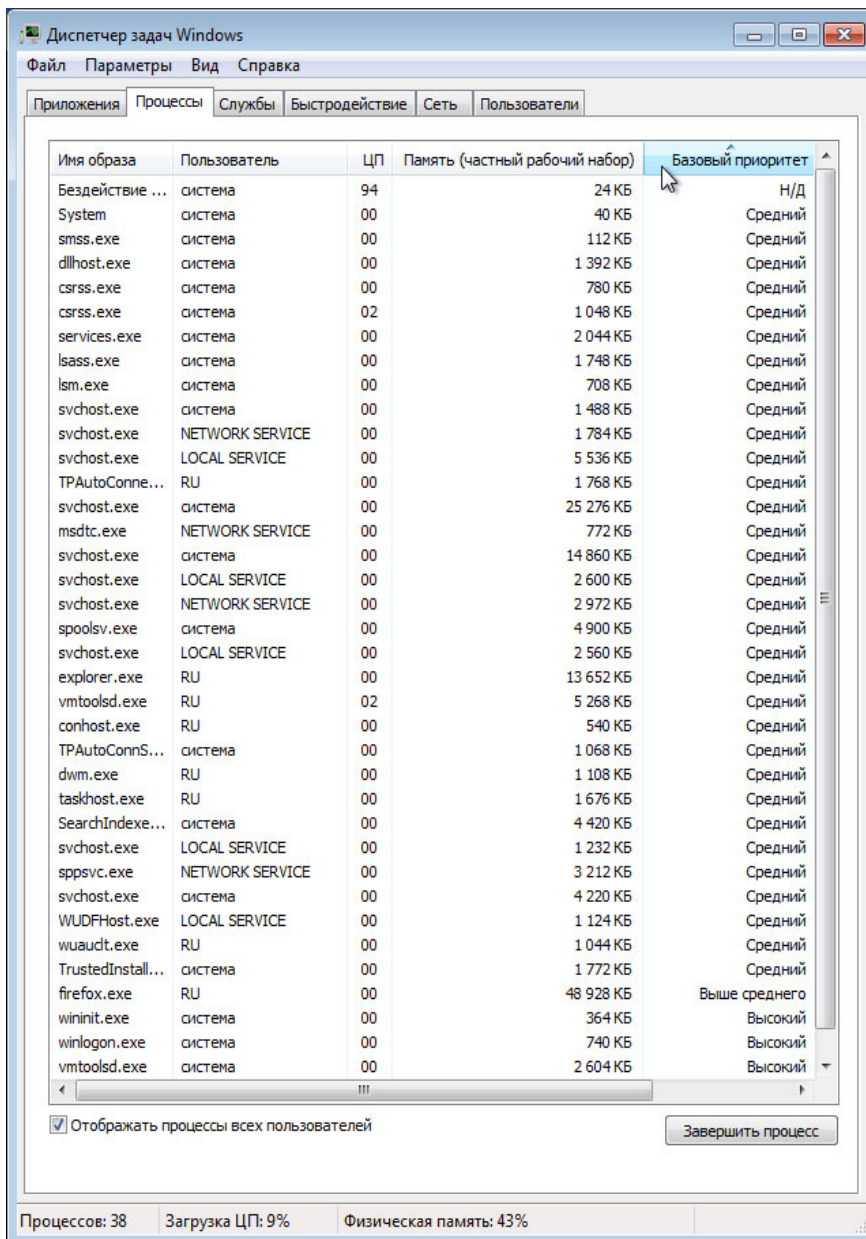 Диспетчер задач Windows
Файл Параметры Вид Справка
Приложения Процессы Службы Быстродействие Сеть Пользователи
Имя образа Пользователь ЦП Память (частный рабочий набор) Базовый приоритет
Бездействие ... система 94 24 КБ Н/Д
System система 00 40 КБ Средний
smss.exe система 00 112 КБ Средний
dllhost.exe система 00 1 392 КБ Средний
csrss.exe система 00 780 КБ Средний
csrss.exe система 02 1 048 КБ Средний
services.exe система 00 2 044 КБ Средний
lsass.exe система 00 1 748 КБ Средний
lsm.exe система 00 708 КБ Средний
svchost.exe система 00 1 488 КБ Средний
svchost.exe NETWORK SERVICE 00 1 784 КБ Средний
svchost.exe LOCAL SERVICE 00 5 536 КБ Средний
TPAutoConne... RU 00 1 768 КБ Средний
svchost.exe система 00 25 276 КБ Средний
msdtc.exe NETWORK SERVICE 00 772 КБ Средний
svchost.exe система 00 14 860 КБ Средний
svchost.exe LOCAL SERVICE 00 2 600 КБ Средний
svchost.exe NETWORK SERVICE 00 2 972 КБ Средний
spoolsv.exe система 00 4 900 КБ Средний
svchost.exe LOCAL SERVICE 00 2 560 КБ Средний
explorer.exe RU 00 13 652 КБ Средний
vmtoolsd.exe RU 02 5 268 КБ Средний
conhost.exe RU 00 540 КБ Средний
TPAutoConnS... система 00 1 068 КБ Средний
dwm.exe RU 00 1 108 КБ Средний
taskhost.exe RU 00 1 676 КБ Средний
SearchIndexe... система 00 4 420 КБ Средний
svchost.exe LOCAL SERVICE 00 1 232 КБ Средний
sppsvc.exe NETWORK SERVICE 00 3 212 КБ Средний
svchost.exe система 00 4 220 КБ Средний
WUDFHost.exe LOCAL SERVICE 00 1 124 КБ Средний
wuauclt.exe RU 00 1 044 КБ Средний
TrustedInstall... система 00 1 772 КБ Средний
firefox.exe RU 00 48 928 КБ Выше среднего
wininit.exe система 00 364 КБ Высокий
winlogon.exe система 00 740 КБ Высокий
vmtoolsd.exe система 00 2 604 КБ Высокий
Отображать процессы всех пользователей
Завершить процесс
Процессов: 38 Загрузка ЦП: 9% Физическая память: 43%